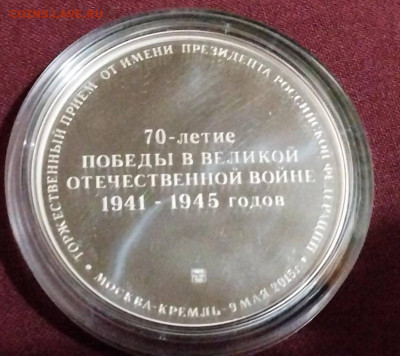 ТОРЖЕСТВЕННЫЙ ПРИЕМ ОТ ИМЕНИ ПРЕЗИДЕНТА РОССИЙСКОЙ ФЕДЕРАЦИИ
70-летие
ПОБЕДЫ В ВЕЛИКОЙ
ОТЕЧЕСТВЕННОЙ ВОЙНЕ
1941 - 1945 годов
• МОСКВА-КРЕМЛЬ • 9 МАЯ 2015г •